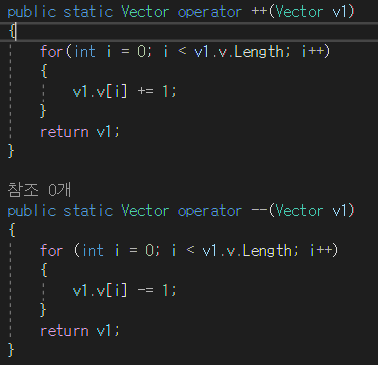 public static Vector operator ++(Vector v1)
{
for(int i = 0; i < v1.v.Length; i++)
{
v1.v[i] += 1;
}
return v1;
}
참조 0개
public static Vector operator --(Vector v1)
{
for (int i = 0; i < v1.v.Length; i++)
{
v1.v[i] -= 1;
}
return v1;
}